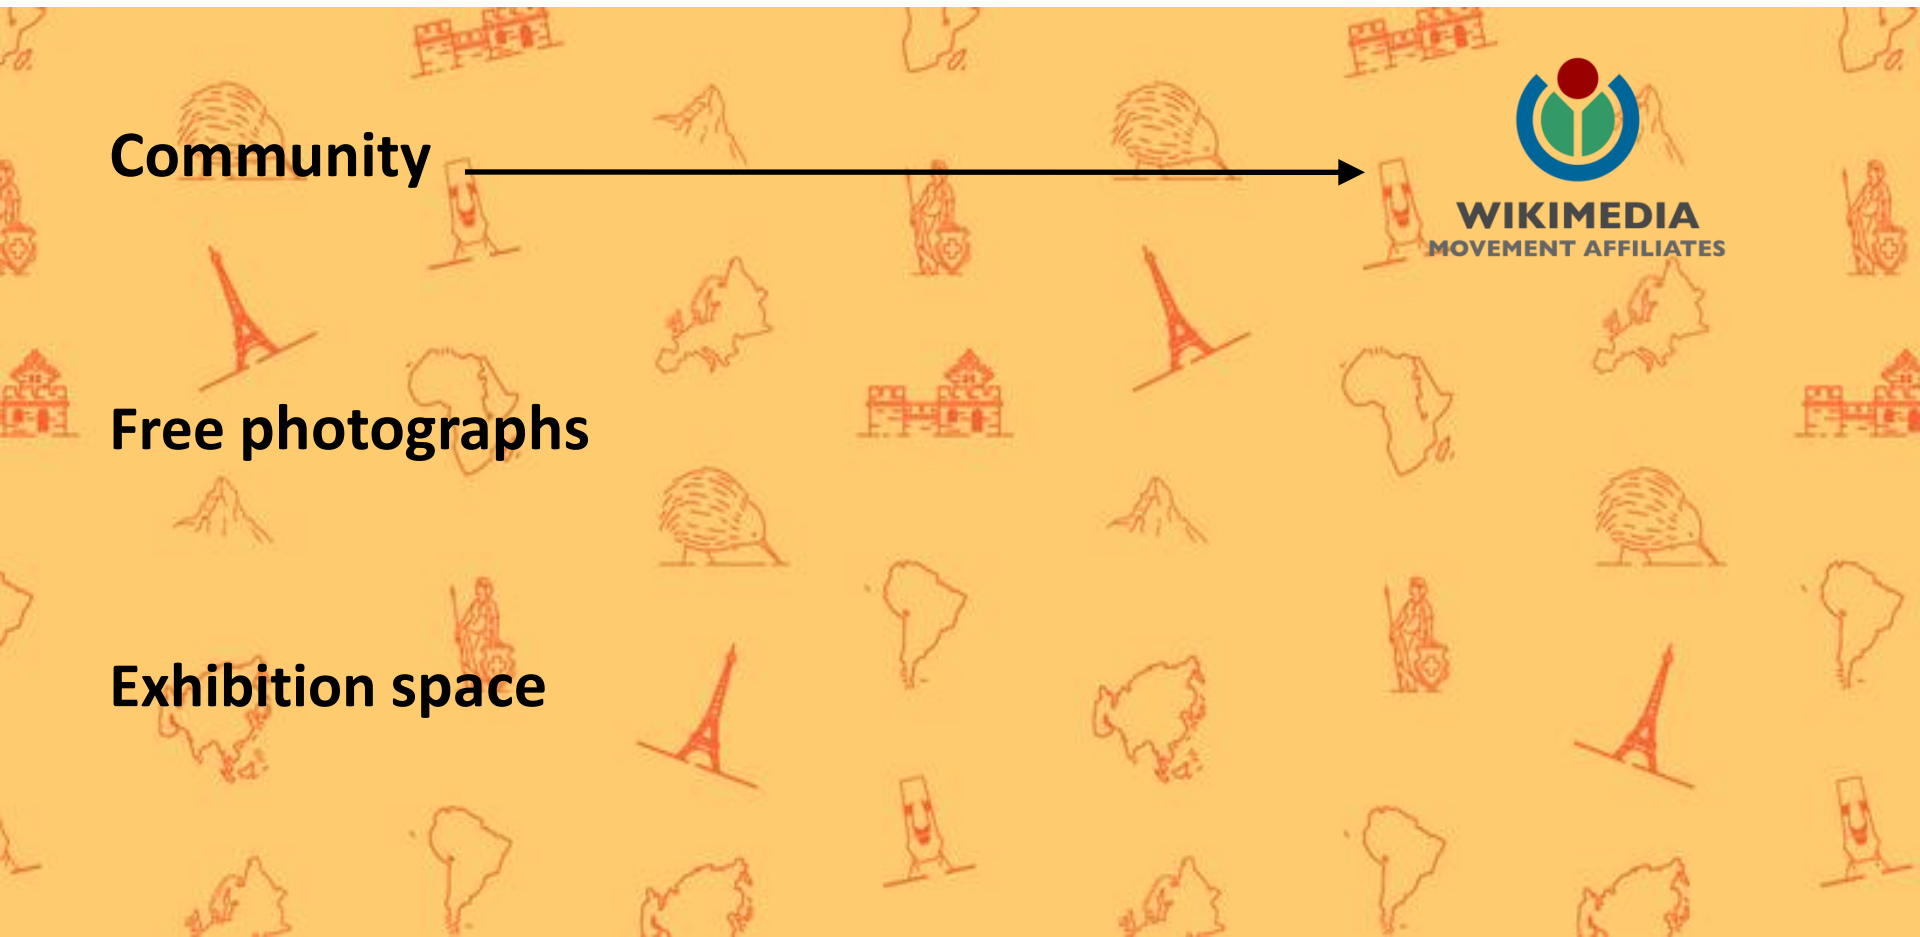 Community
WIKIMEDIA
MOVEMENT AFFILIATES
Free photographs
Exhibition space